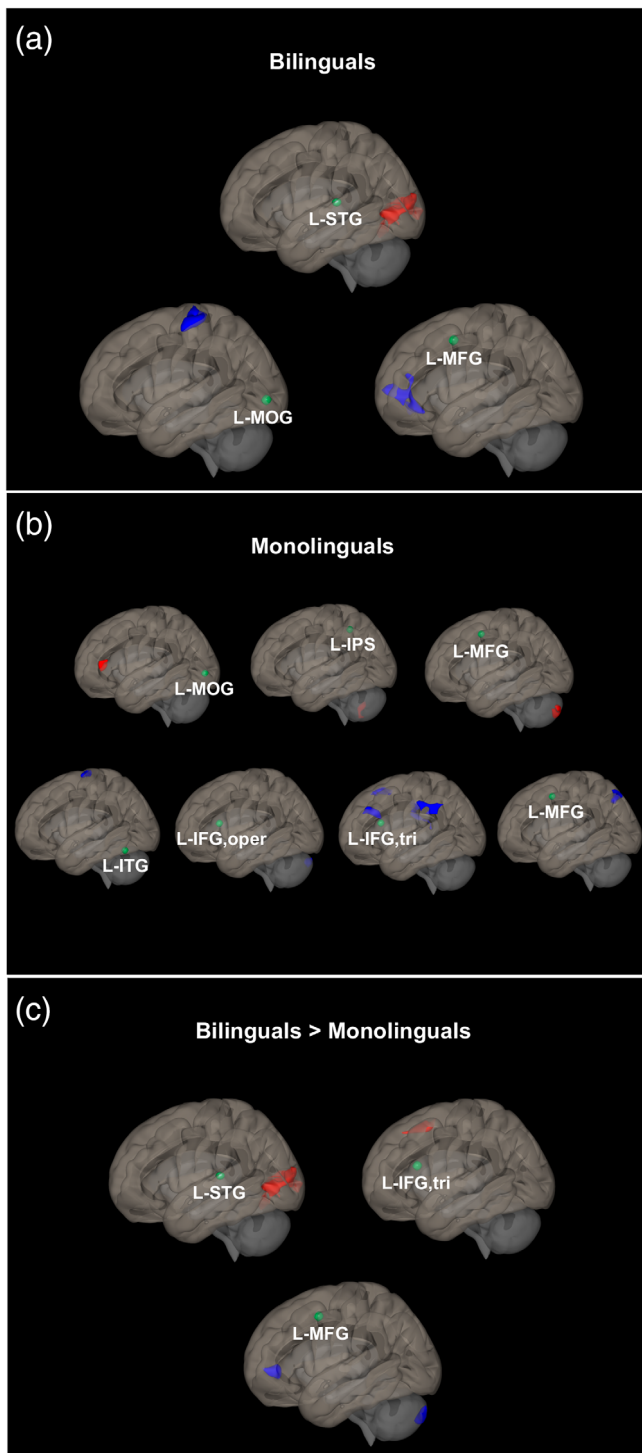 (a)
Bilinguals
L-STG
L-MOG
L-MFG
(b)
Monolinguals
L-MOG
L-IPS
L-MFG
L-ITG
L-IFG,oper
L-IFG,tri
L-MFG
(c)
Bilinguals > Monolinguals
L-STG
L-IFG,tri
L-MFG